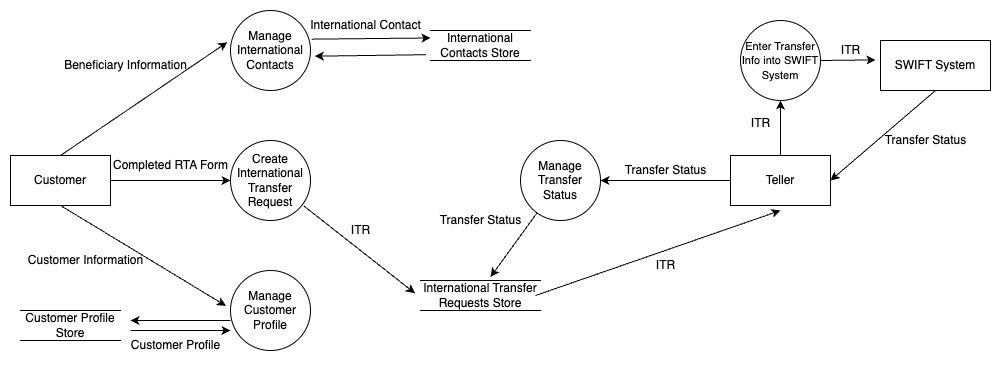 International Contact
Manage
International
Contacts
International
Contacts Store
Beneficiary Information
Enter Transfer
Info into SWIFT
System
ITR
SWIFT System
ITR
Transfer Status
Customer
Completed RTA Form
Create
International
Transfer
Request
Manage
Transfer
Status
Transfer Status
Teller
Transfer Status
ITR
Customer Information
ITR
International Transfer
Requests Store
Manage
Customer
Profile
Customer Profile
Store
Customer Profile